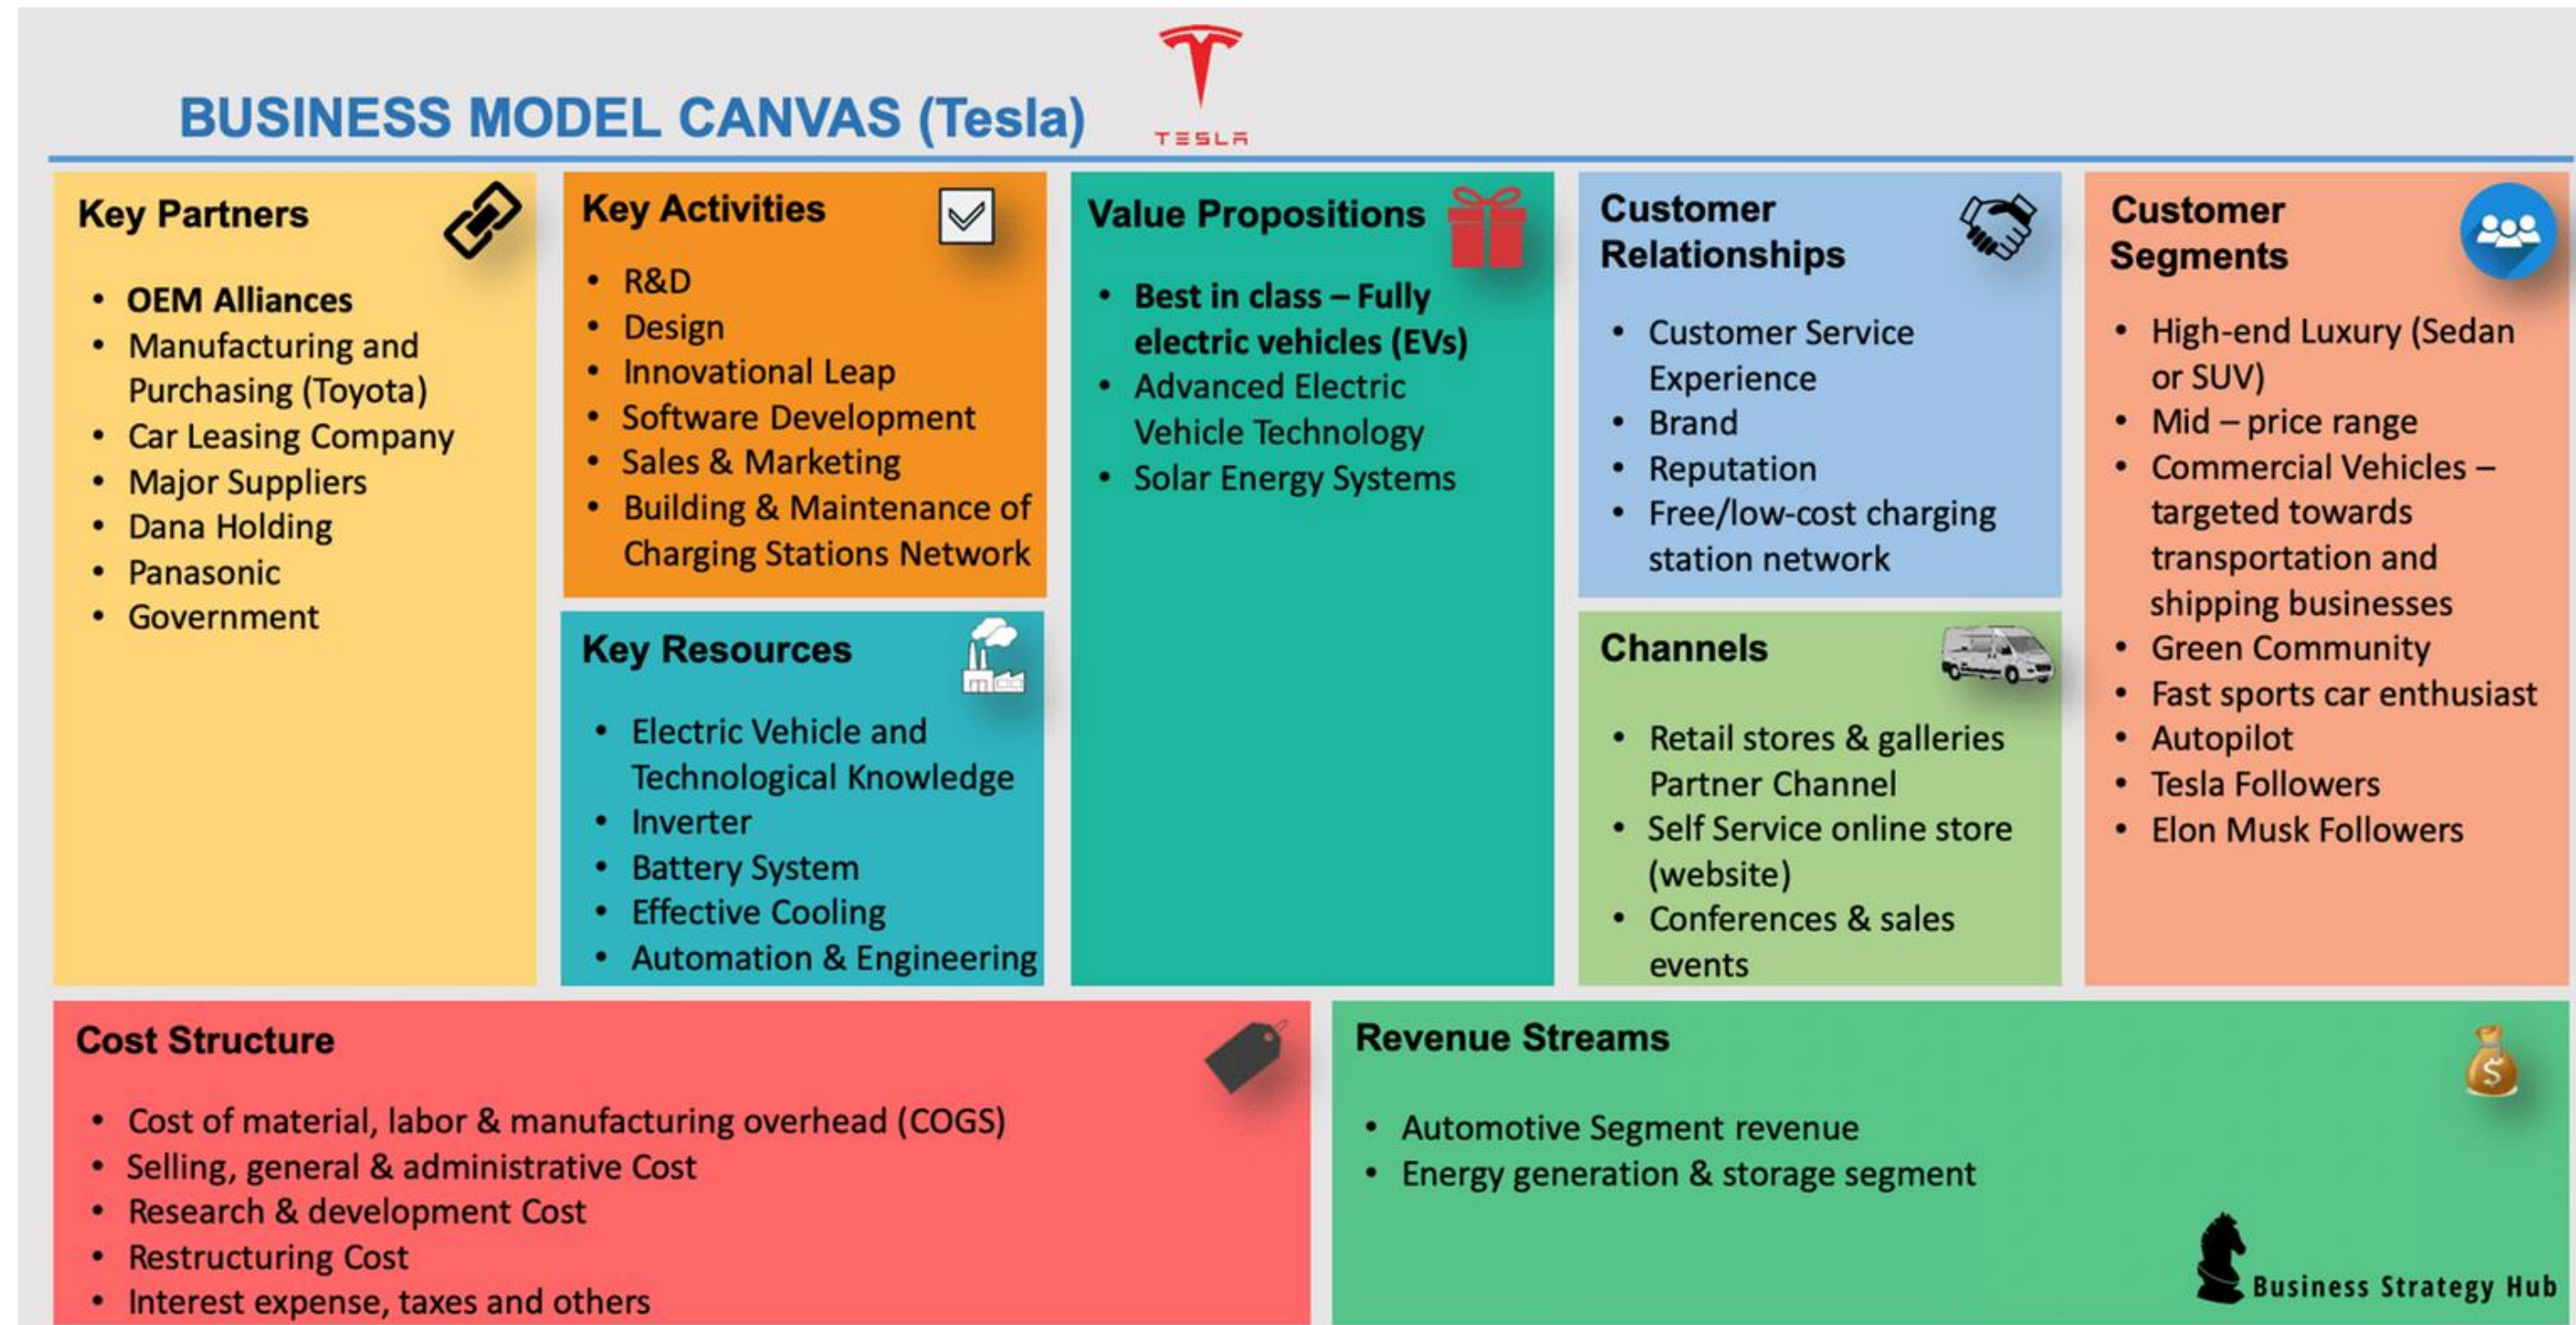 BUSINESS MODEL CANVAS (Tesla)
TESLA
Key Partners
• OEM Alliances
• Manufacturing and
Purchasing (Toyota)
• Car Leasing Company
• Major Suppliers
• Dana Holding
• Panasonic
• Government
Key Activities
• R&D
• Design
• Innovational Leap
• Software Development
• Sales & Marketing
• Building & Maintenance of
Charging Stations Network
Key Resources
• Electric Vehicle and
Technological Knowledge
• Inverter
• Battery System
• Effective Cooling
• Automation & Engineering
Value Propositions
• Best in class – Fully
electric vehicles (EVs)
• Advanced Electric
Vehicle Technology
• Solar Energy Systems
Customer
Relationships
• Customer Service
Experience
• Brand
• Reputation
• Free/low-cost charging
station network
Channels
• Retail stores & galleries
Partner Channel
• Self Service online store
(website)
• Conferences & sales
events
Customer
Segments
• High-end Luxury (Sedan
or SUV)
• Mid – price range
• Commercial Vehicles –
targeted towards
transportation and
shipping businesses
• Green Community
• Fast sports car enthusiast
• Autopilot
• Tesla Followers
• Elon Musk Followers
Cost Structure
• Cost of material, labor & manufacturing overhead (COGS)
• Selling, general & administrative Cost
• Research & development Cost
• Restructuring Cost
• Interest expense, taxes and others
Revenue Streams
$
• Automotive Segment revenue
• Energy generation & storage segment
Business Strategy Hub